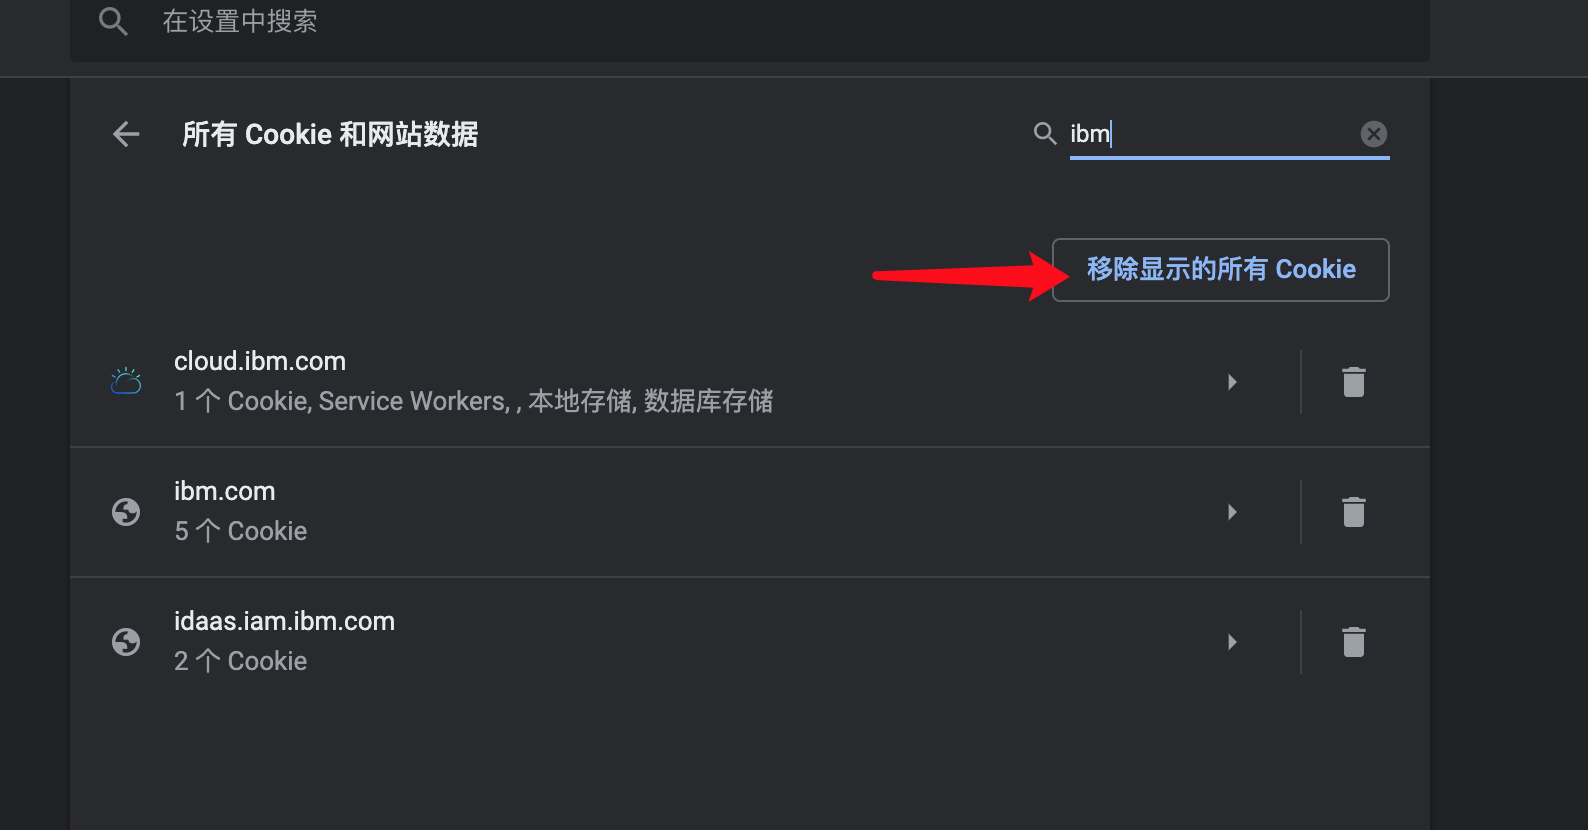 在设置中搜索
所有 Cookie 和网站数据
ibm
移除显示的所有 Cookie
cloud.ibm.com
1 个 Cookie, Service Workers, , 本地存储, 数据库存储
ibm.com
5 个 Cookie
idaas.iam.ibm.com
2 个 Cookie